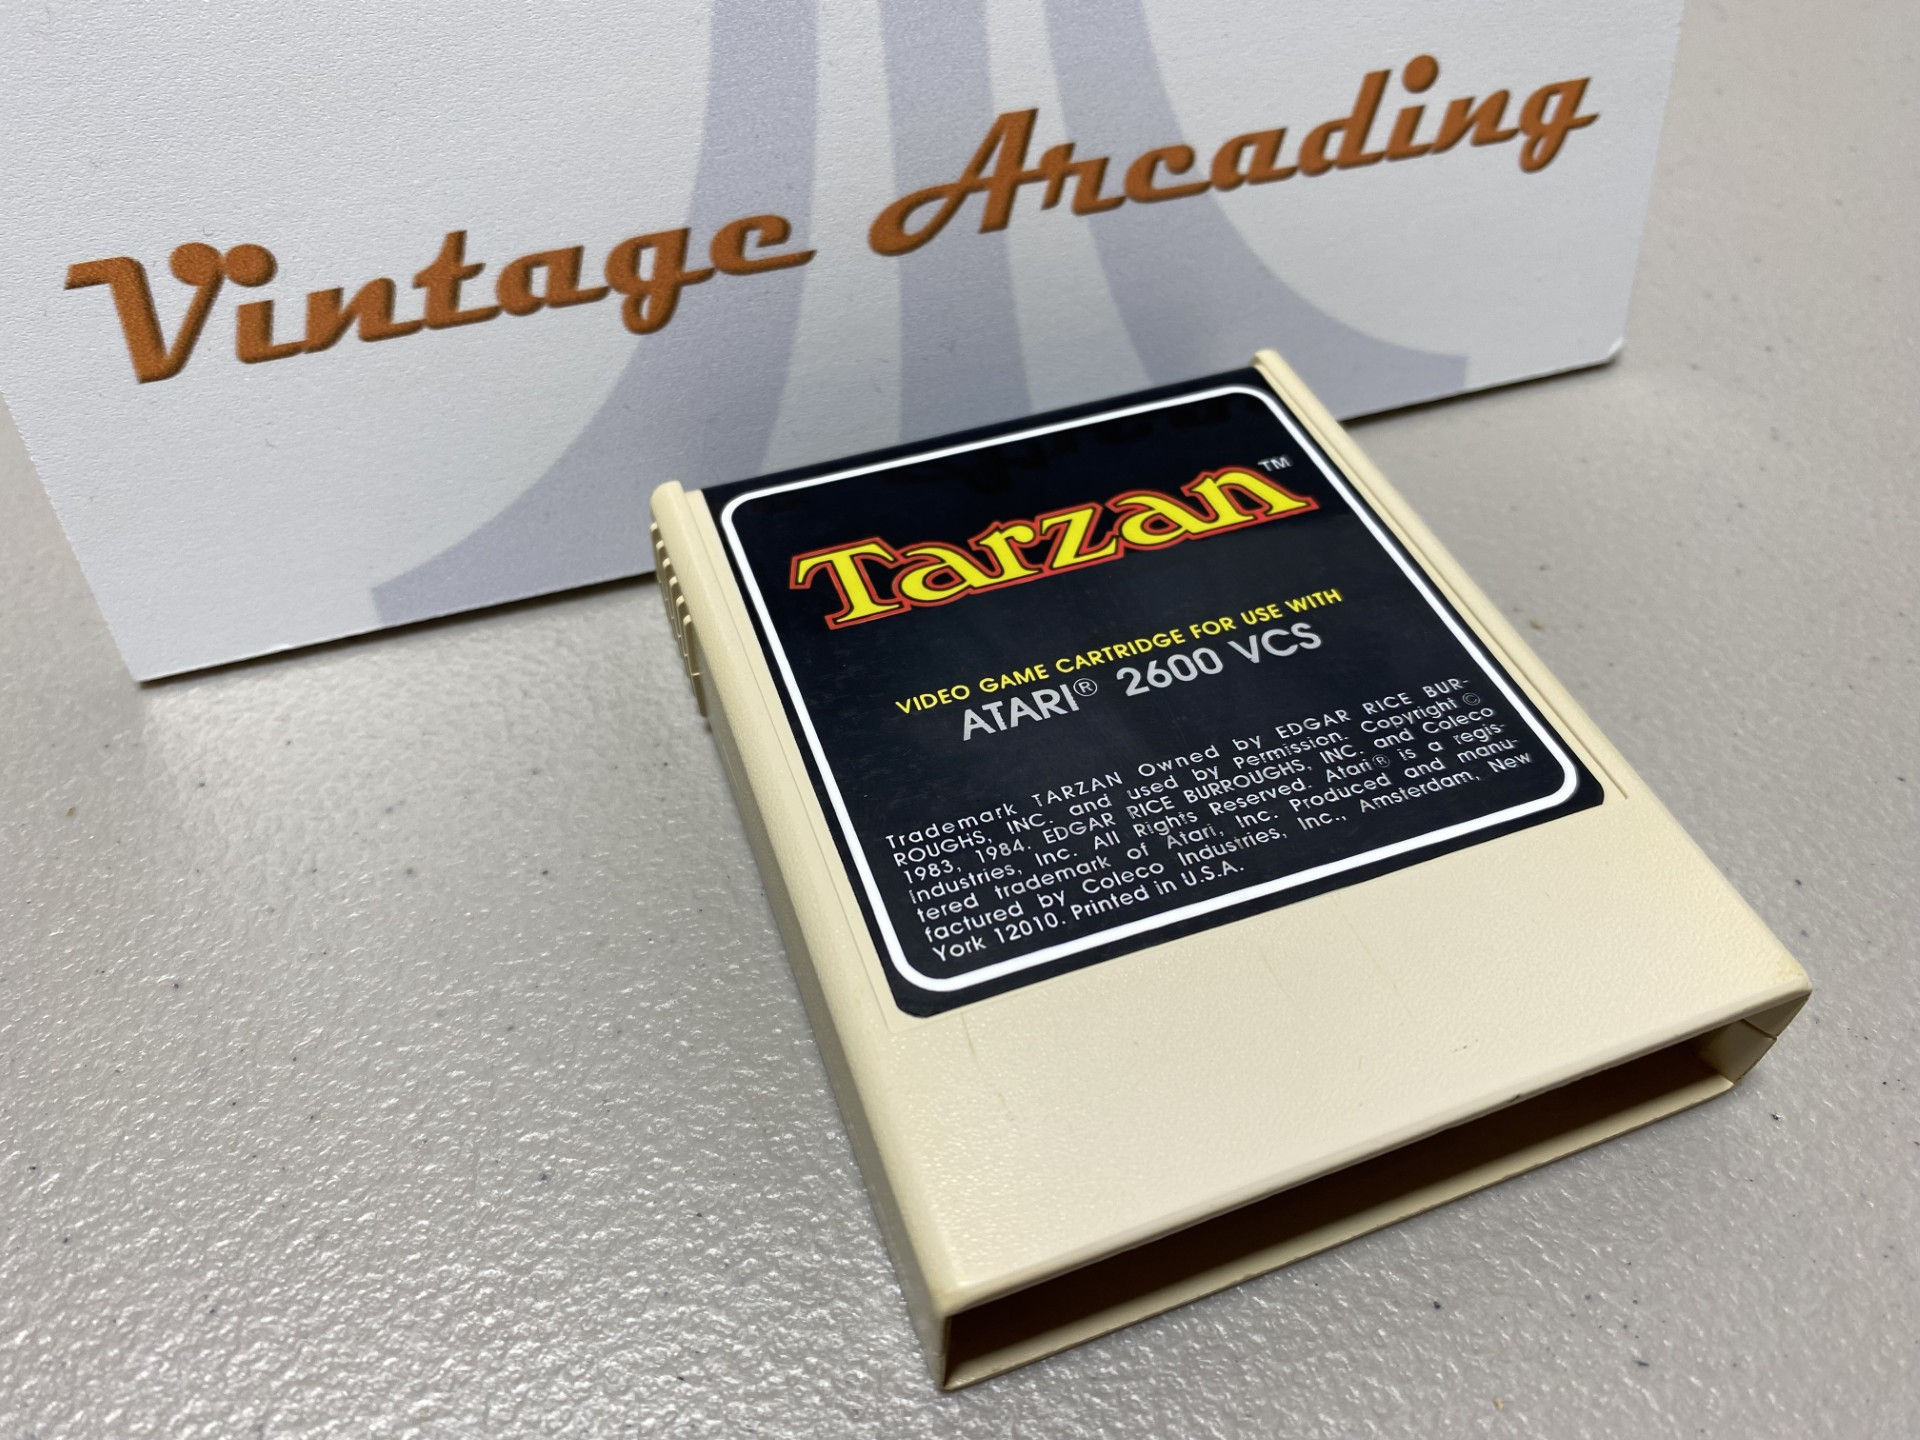 Vintage Arcading
Tarzan™
VIDEO GAME CARTRIDGE FOR USE WITH
ATARI® 2600 VCS
Trademark TARZAN Owned by EDGAR RICE BUR-
ROUGHS, INC. and used by Permission. Copyright ©
1983, 1984. EDGAR RICE BURROUGHS, INC. and Coleco
Industries, Inc. All Rights Reserved. Atari® is a regis-
tered trademark of Atari, Inc. Produced and manu-
factured by Coleco Industries, Inc., Amsterdam, New
York 12010. Printed in U.S.A.